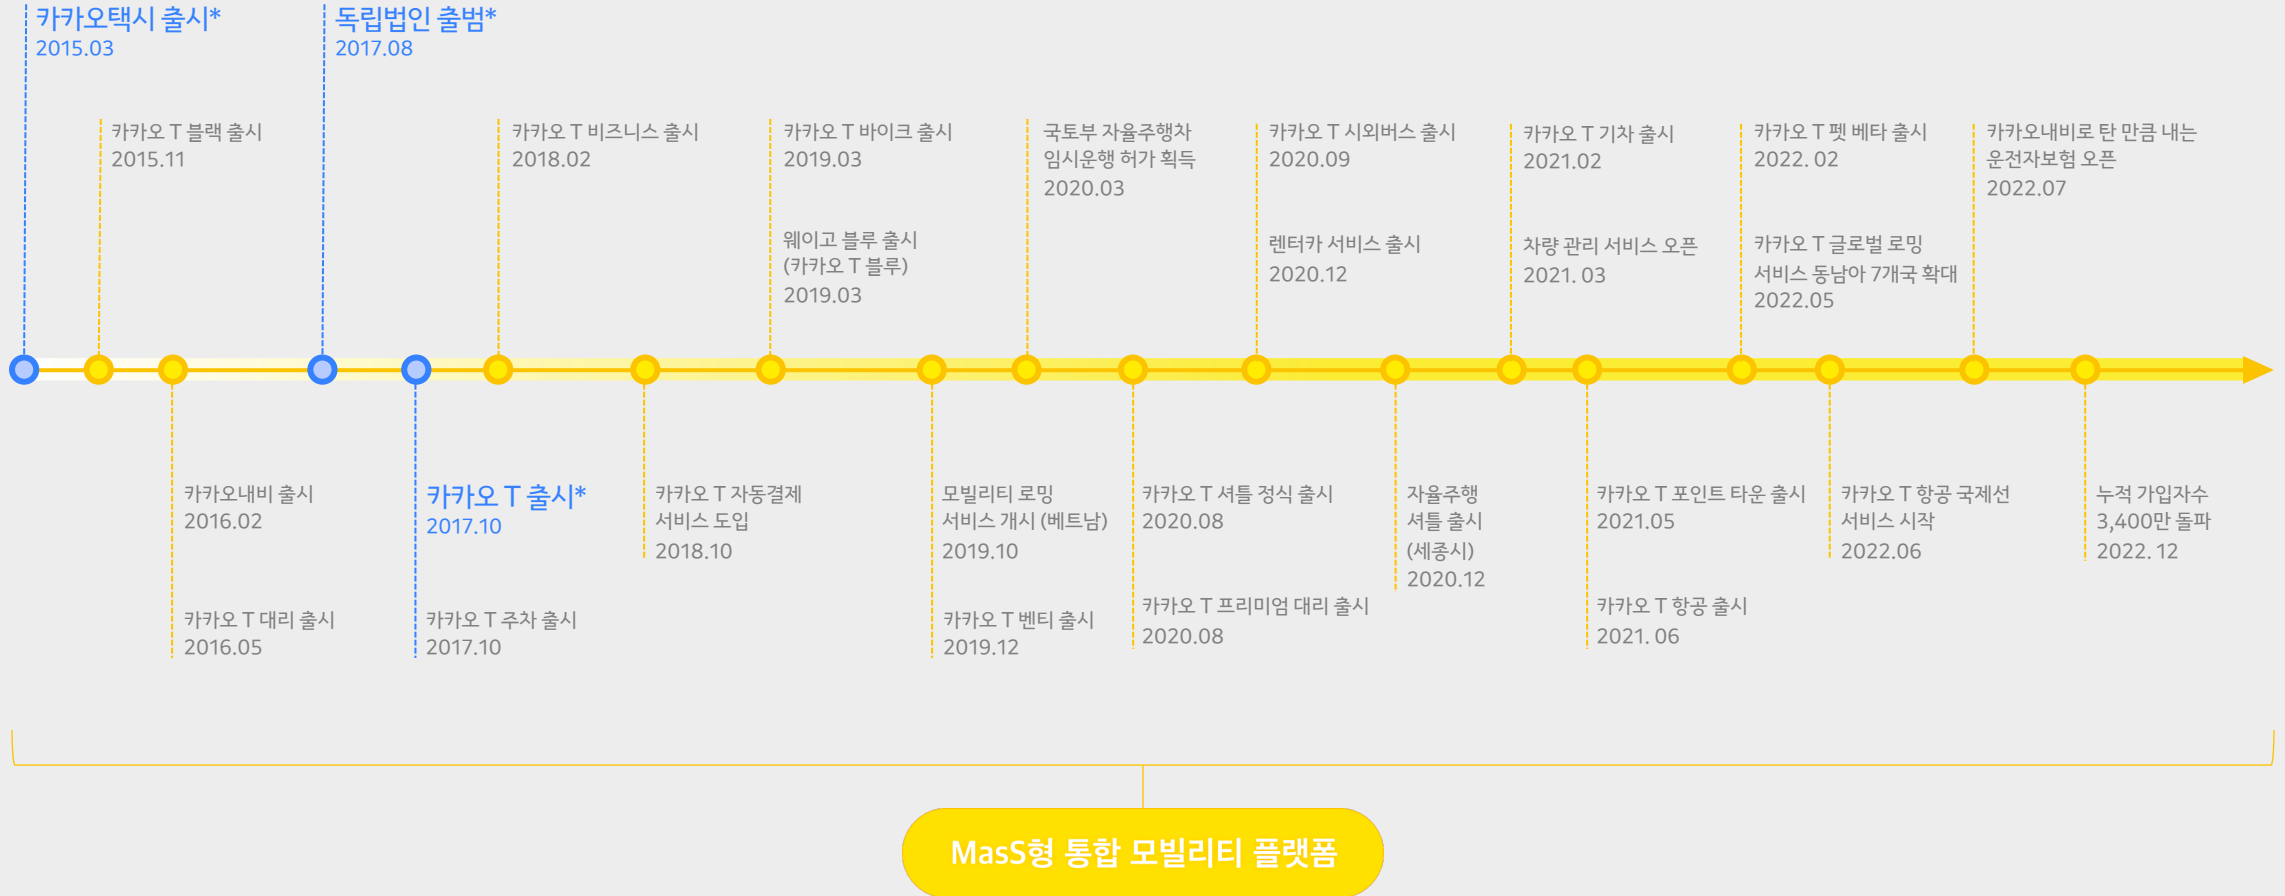 카카오택시 출시*
2015.03
독립법인 출범*
2017.08
카카오 T 블랙 출시
2015.11
카카오 T 비즈니스 출시
2018.02
카카오 T 바이크 출시
2019.03
웨이고 블루 출시
(카카오 T 블루)
2019.03
국토부 자율주행차
임시운행 허가 획득
2020.03
카카오 T 시외버스 출시
2020.09
렌터카 서비스 출시
2020.12
카카오 T 기차 출시
2021.02
차량 관리 서비스 오픈
2021. 03
카카오 T 펫 베타 출시
2022. 02
카카오 T 글로벌 로밍
서비스 동남아 7개국 확대
2022.05
카카오내비로 탄 만큼 내는
운전자보험 오픈
2022.07
카카오내비 출시
2016.02
카카오 T 대리 출시
2016.05
카카오 T 출시*
2017.10
카카오 T 주차 출시
2017.10
카카오 T 자동결제
서비스 도입
2018.10
모빌리티 로밍
서비스 개시 (베트남)
2019.10
카카오 T 벤티 출시
2019.12
카카오 T 셔틀 정식 출시
2020.08
카카오 T 프리미엄 대리 출시
2020.08
자율주행
셔틀 출시
(세종시)
2020.12
카카오 T 포인트 타운 출시
2021.05
카카오 T 항공 출시
2021. 06
카카오 T 항공 국제선
서비스 시작
2022.06
누적 가입자수
3,400만 돌파
2022. 12
MasS형 통합 모빌리티 플랫폼